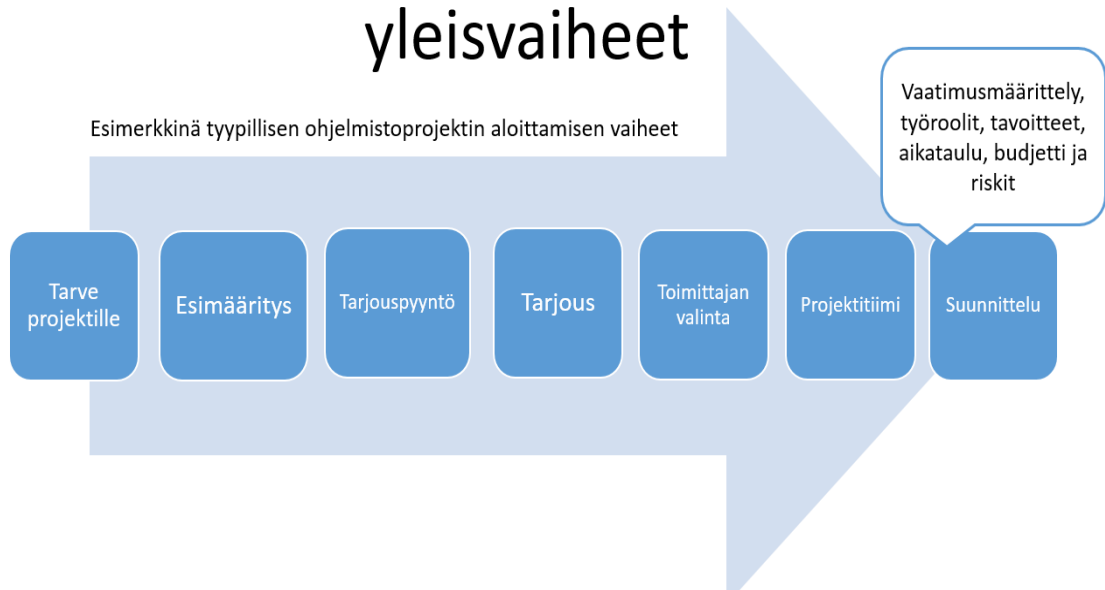 yleisvaiheet
Esimerkkinä tyypillisen ohjelmistoprojektin aloittamisen vaiheet
Vaatimusmäärittely,
työroolit, tavoitteet,
aikataulu, budjetti ja
riskit
Tarve
projektille
Esimääritys
Tarjouspyyntö
Tarjous
Toimittajan
valinta
Projektitiimi
Suunnittelu